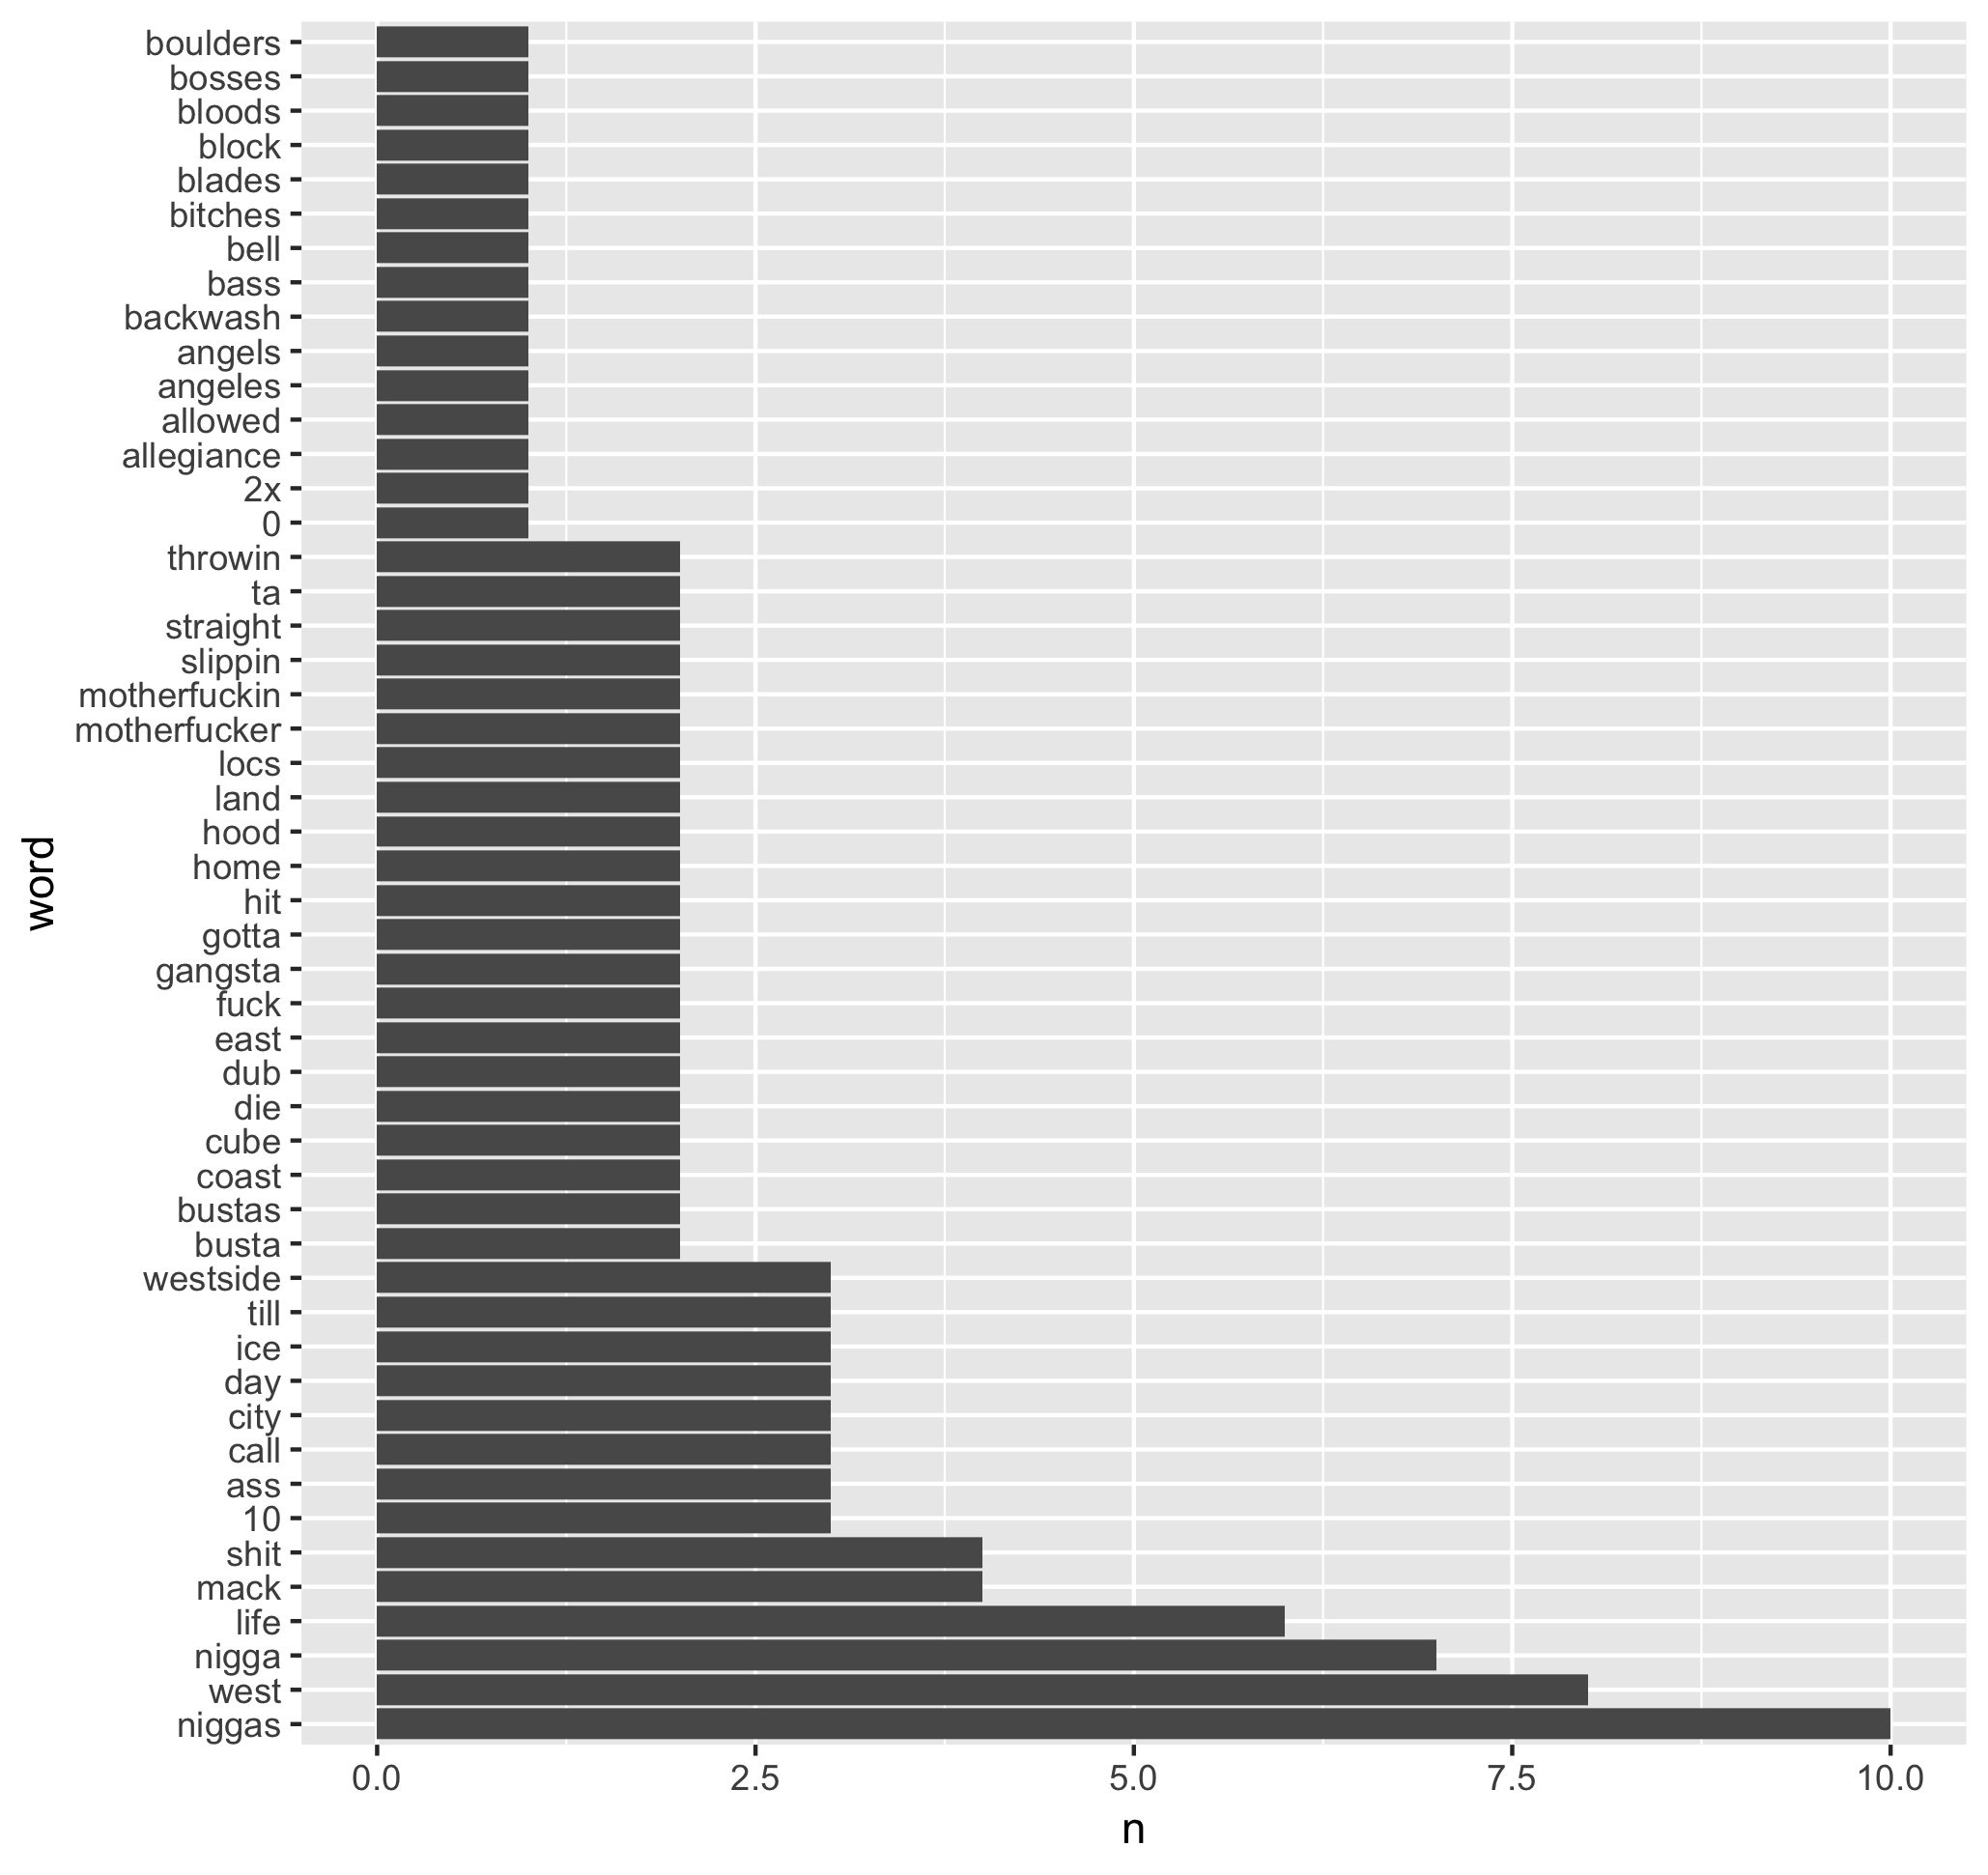 boulders
bosses
bloods
block
blades
bitches
bell
bass
backwash
angels
angeles
allowed
allegiance
2x
0
throwin
ta
straight
slippin
motherfuckin
motherfucker
locs
land
hood
home
hit
gotta
gangsta
fuck
east
dub
die
cube
coast
bustas
busta
westside
till
ice
day
city
call
ass
10
shit
mack
life
nigga
west
niggas
word
0.0 2.5 5.0 7.5 10.0
n